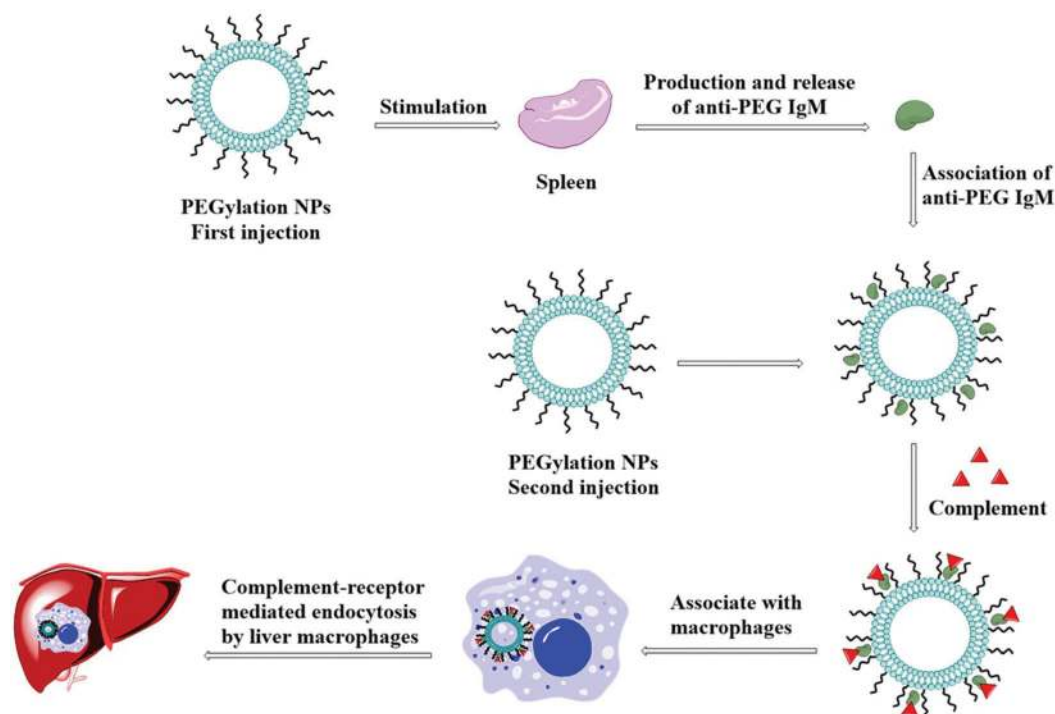 Stimulation
Production and release
of anti-PEG IgM
Spleen
PEGylation NPs
First injection
Association of
anti-PEG IgM
PEGylation NPs
Second injection
Complement
Complement-receptor
mediated endocytosis
by liver macrophages
Associate with
macrophages